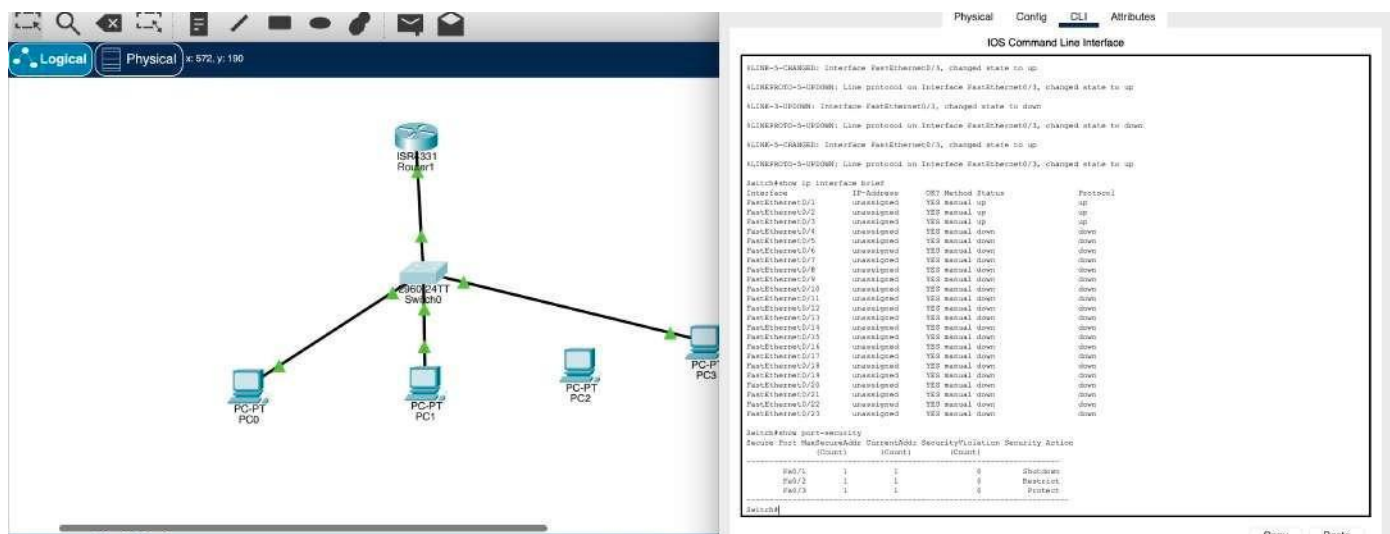 Physical Config CLI Attributes
IOS Command Line Interface
Logical Physical x: 572, y: 190
%LINK-5-CHANGED: Interface FastEthernet0/3, changed state to up
%LINEPROTO-5-UPDOWN: Line protocol on Interface FastEthernet0/3, changed state to up
%LINK-3-UPDOWN: Interface FastEthernet0/3, changed state to down
%LINEPROTO-5-UPDOWN: Line protocol on Interface FastEthernet0/3, changed state to down
%LINK-5-CHANGED: Interface FastEthernet0/3, changed state to up
%LINEPROTO-5-UPDOWN: Line protocol on Interface FastEthernet0/3, changed state to up
Switch#show ip interface brief
Interface IP-Address OK? Method Status Protocol
FastEthernet0/1 unassigned YES manual up up
FastEthernet0/2 unassigned YES manual up up
FastEthernet0/3 unassigned YES manual up up
FastEthernet0/4 unassigned YES manual down down
FastEthernet0/5 unassigned YES manual down down
FastEthernet0/6 unassigned YES manual down down
FastEthernet0/7 unassigned YES manual down down
FastEthernet0/8 unassigned YES manual down down
FastEthernet0/9 unassigned YES manual down down
FastEthernet0/10 unassigned YES manual down down
FastEthernet0/11 unassigned YES manual down down
FastEthernet0/12 unassigned YES manual down down
FastEthernet0/13 unassigned YES manual down down
FastEthernet0/14 unassigned YES manual down down
FastEthernet0/15 unassigned YES manual down down
FastEthernet0/16 unassigned YES manual down down
FastEthernet0/17 unassigned YES manual down down
FastEthernet0/18 unassigned YES manual down down
FastEthernet0/19 unassigned YES manual down down
FastEthernet0/20 unassigned YES manual down down
FastEthernet0/21 unassigned YES manual down down
FastEthernet0/22 unassigned YES manual down down
FastEthernet0/23 unassigned YES manual down down
Switch#show port-security
Secure Port MaxSecureAddr CurrentAddr SecurityViolation Security Action
(Count) (Count) (Count)
Fa0/1 1 1 0 Shutdown
Fa0/2 1 1 0 Restrict
Fa0/3 1 1 0 Protect
Switch#
ISR4331
Router1
2960-24TT
Switch0
PC-PT
PC0
PC-PT
PC1
PC-PT
PC2
PC-PT
PC3